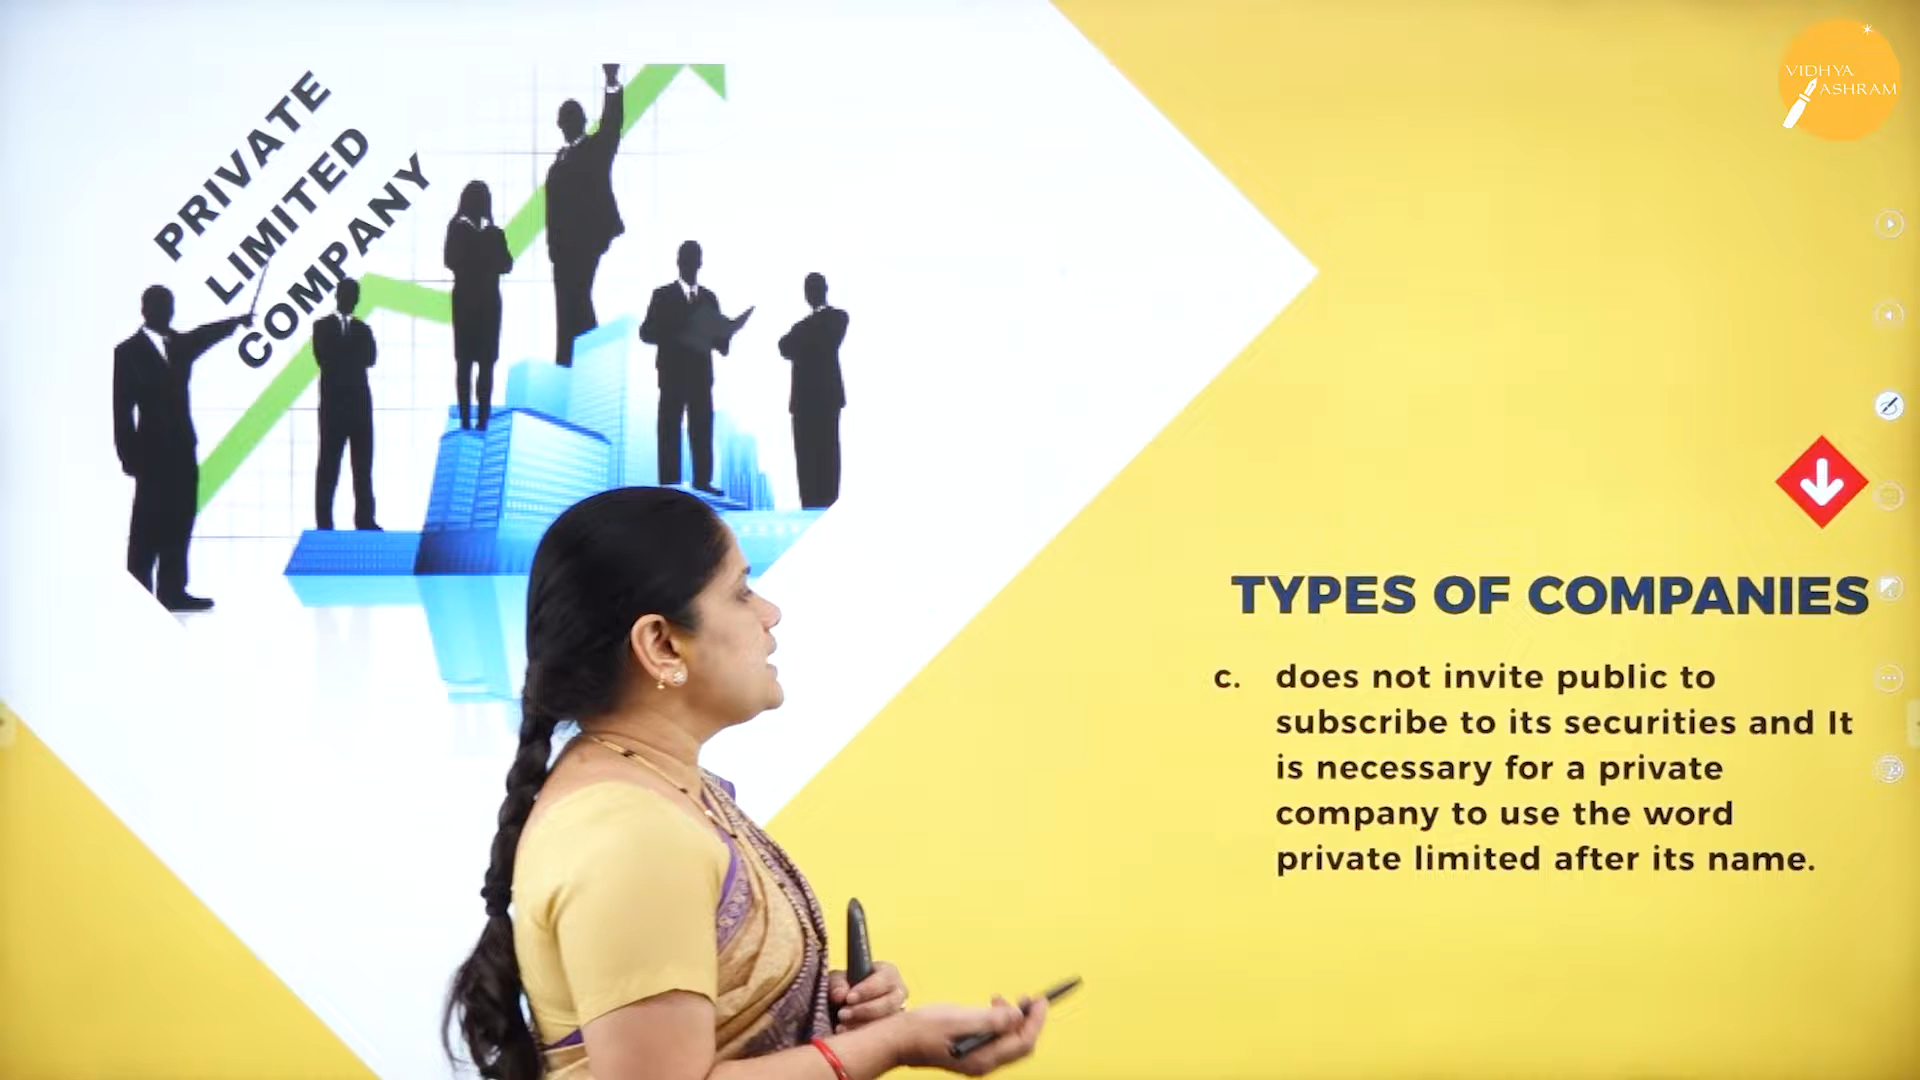 PRIVATE
LIMITED
COMPANY
VIDHYA
ASHRAM
TYPES OF COMPANIES
c. does not invite public to
subscribe to its securities and It
is necessary for a private
company to use the word
private limited after its name.